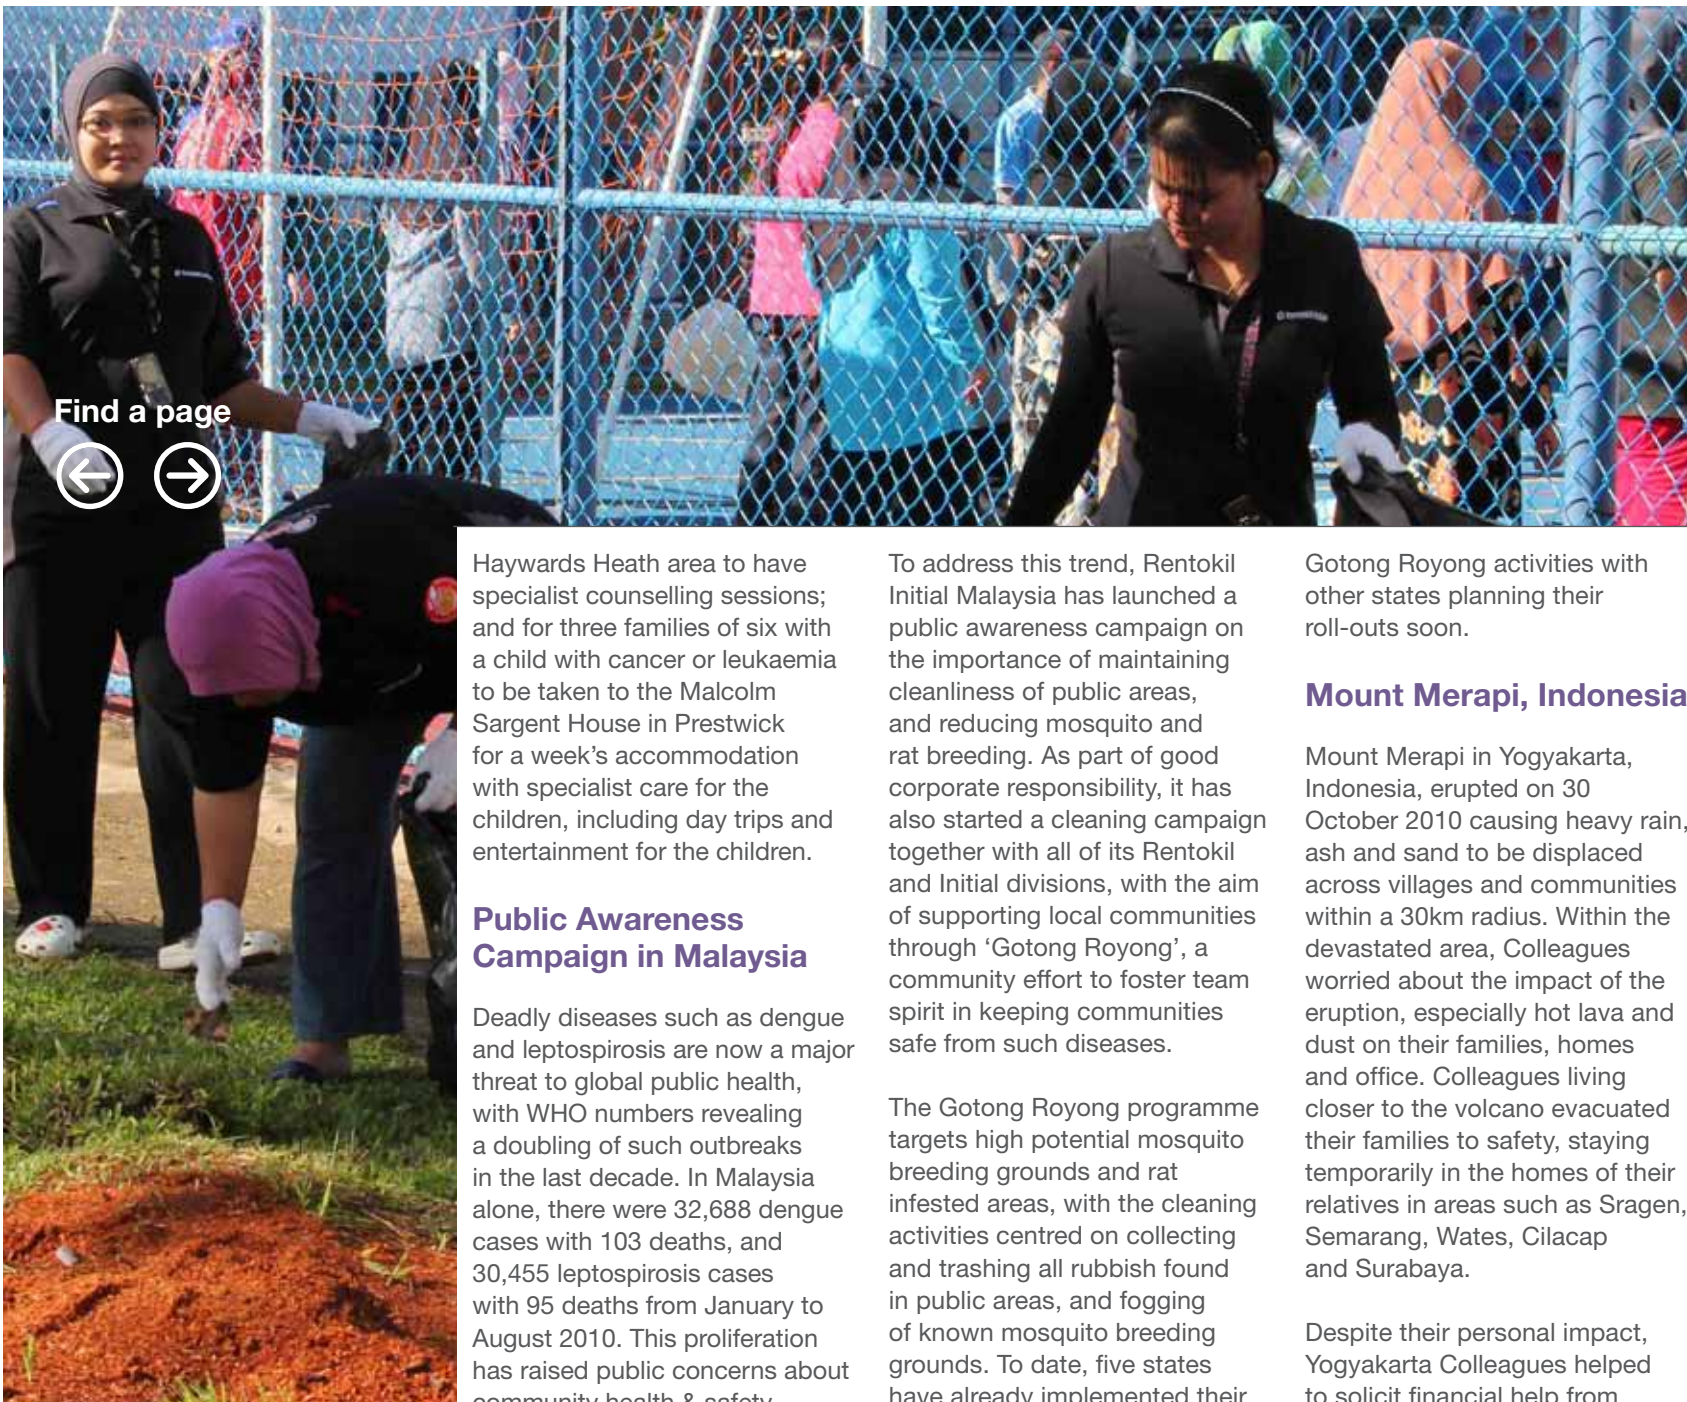 Find a page
Haywards Heath area to have
specialist counselling sessions;
and for three families of six with
a child with cancer or leukaemia
to be taken to the Malcolm
Sargent House in Prestwick
for a week’s accommodation
with specialist care for the
children, including day trips and
entertainment for the children.
Public Awareness
Campaign in Malaysia
Deadly diseases such as dengue
and leptospirosis are now a major
threat to global public health,
with WHO numbers revealing
a doubling of such outbreaks
in the last decade. In Malaysia
alone, there were 32,688 dengue
cases with 103 deaths, and
30,455 leptospirosis cases
with 95 deaths from January to
August 2010. This proliferation
has raised public concerns about
community health & safety
To address this trend, Rentokil
Initial Malaysia has launched a
public awareness campaign on
the importance of maintaining
cleanliness of public areas,
and reducing mosquito and
rat breeding. As part of good
corporate responsibility, it has
also started a cleaning campaign
together with all of its Rentokil
and Initial divisions, with the aim
of supporting local communities
through ‘Gotong Royong’, a
community effort to foster team
spirit in keeping communities
safe from such diseases.
The Gotong Royong programme
targets high potential mosquito
breeding grounds and rat
infested areas, with the cleaning
activities centred on collecting
and trashing all rubbish found
in public areas, and fogging
of known mosquito breeding
grounds. To date, five states
have already implemented their
Gotong Royong activities with
other states planning their
roll-outs soon.
Mount Merapi, Indonesia
Mount Merapi in Yogyakarta,
Indonesia, erupted on 30
October 2010 causing heavy rain,
ash and sand to be displaced
across villages and communities
within a 30km radius. Within the
devastated area, Colleagues
worried about the impact of the
eruption, especially hot lava and
dust on their families, homes
and office. Colleagues living
closer to the volcano evacuated
their families to safety, staying
temporarily in the homes of their
relatives in areas such as Sragen,
Semarang, Wates, Cilacap
and Surabaya.
Despite their personal impact,
Yogyakarta Colleagues helped
to solicit financial help from